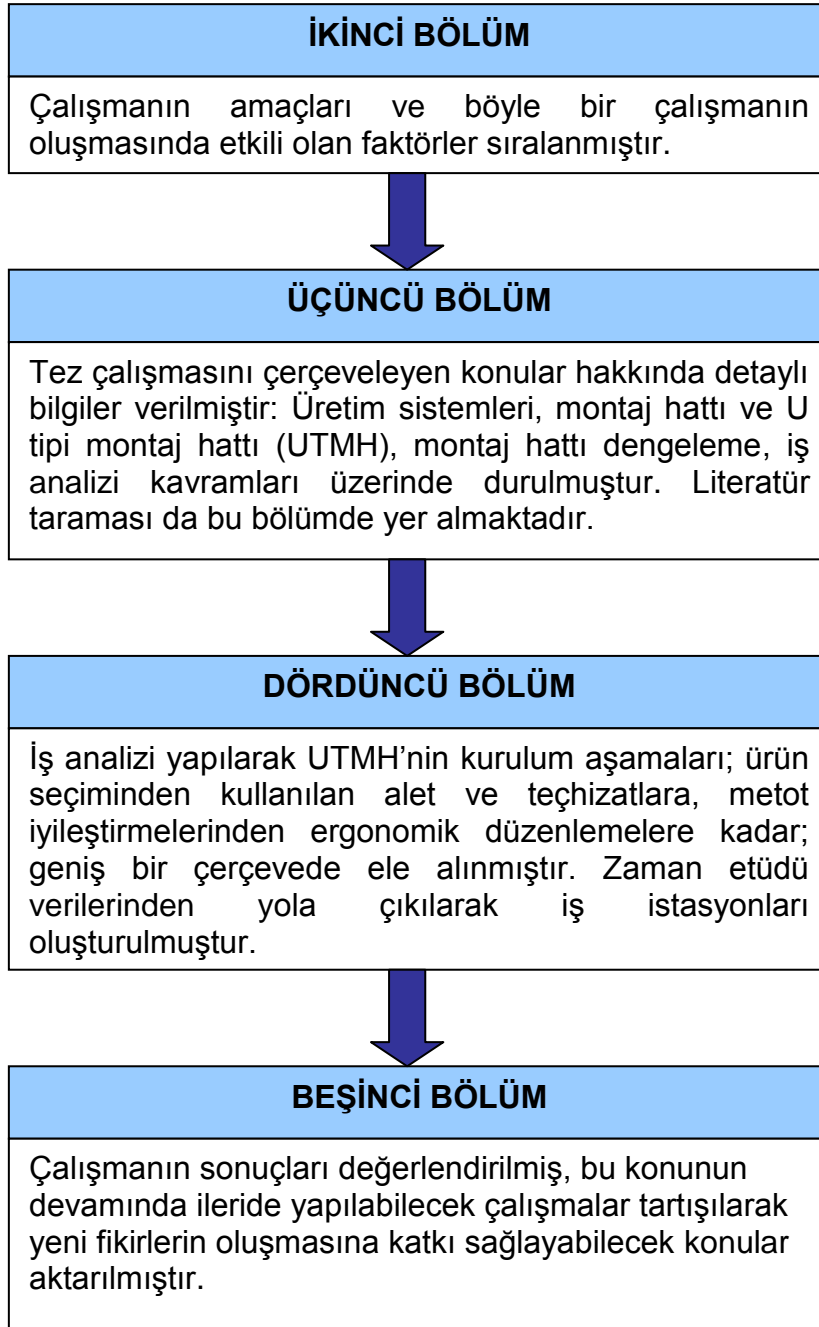 İKİNCİ BÖLÜM
Çalışmanın amaçları ve böyle bir çalışmanın
oluşmasında etkili olan faktörler sıralanmıştır.
ÜÇÜNCÜ BÖLÜM
Tez çalışmasını çerçeveleyen konular hakkında detaylı
bilgiler verilmiştir: Üretim sistemleri, montaj hattı ve U
tipi montaj hattı (UTMH), montaj hattı dengeleme, iş
analizi kavramları üzerinde durulmuştur. Literatür
taraması da bu bölümde yer almaktadır.
DÖRDÜNCÜ BÖLÜM
İş analizi yapılarak UTMH’nin kurulum aşamaları; ürün
seçiminden kullanılan alet ve teçhizatlara, metot
iyileştirmelerinden ergonomik düzenlemelere kadar;
geniş bir çerçevede ele alınmıştır. Zaman etüdü
verilerinden yola çıkılarak iş istasyonları
oluşturulmuştur.
BEŞİNCİ BÖLÜM
Çalışmanın sonuçları değerlendirilmiş, bu konunun
devamında ileride yapılabilecek çalışmalar tartışılarak
yeni fikirlerin oluşmasına katkı sağlayabilecek konular
aktarılmıştır.